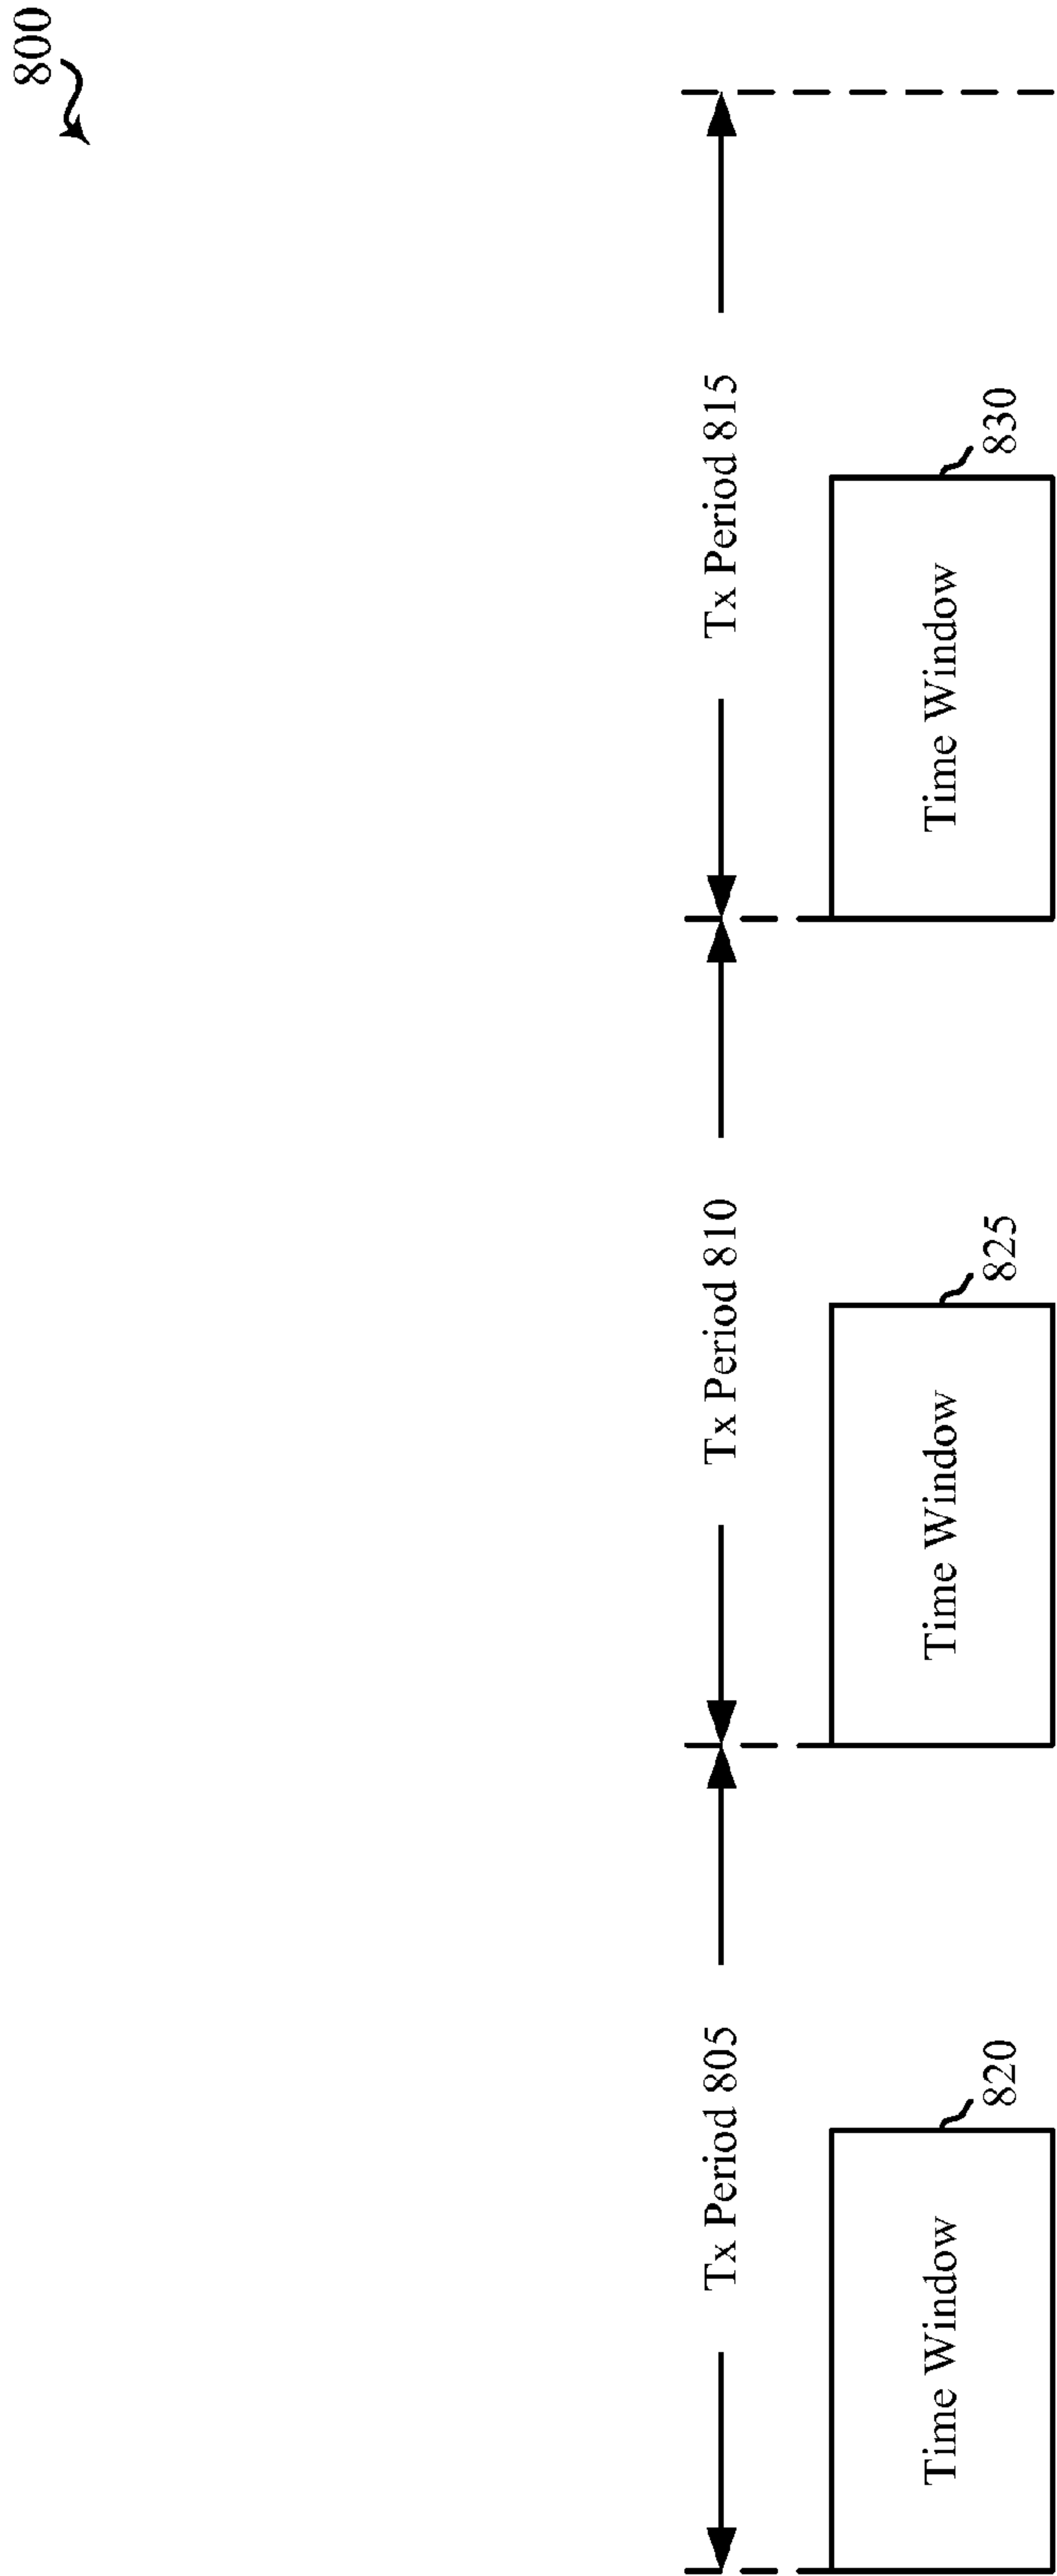 800
Tx Period 805
Tx Period 810
Tx Period 815
Time Window
820
Time Window
825
Time Window
830